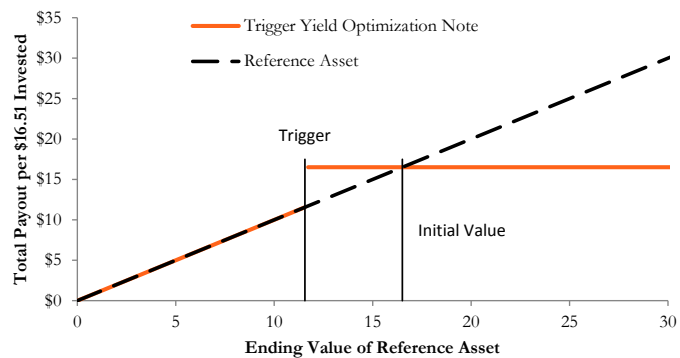 $35
$30
$25
$20
$15
$10
$5
$0
Total Payout per $16.51 Invested
Trigger Yield Optimization Note
Reference Asset
Trigger
Initial Value
0 5 10 15 20 25 30
Ending Value of Reference Asset